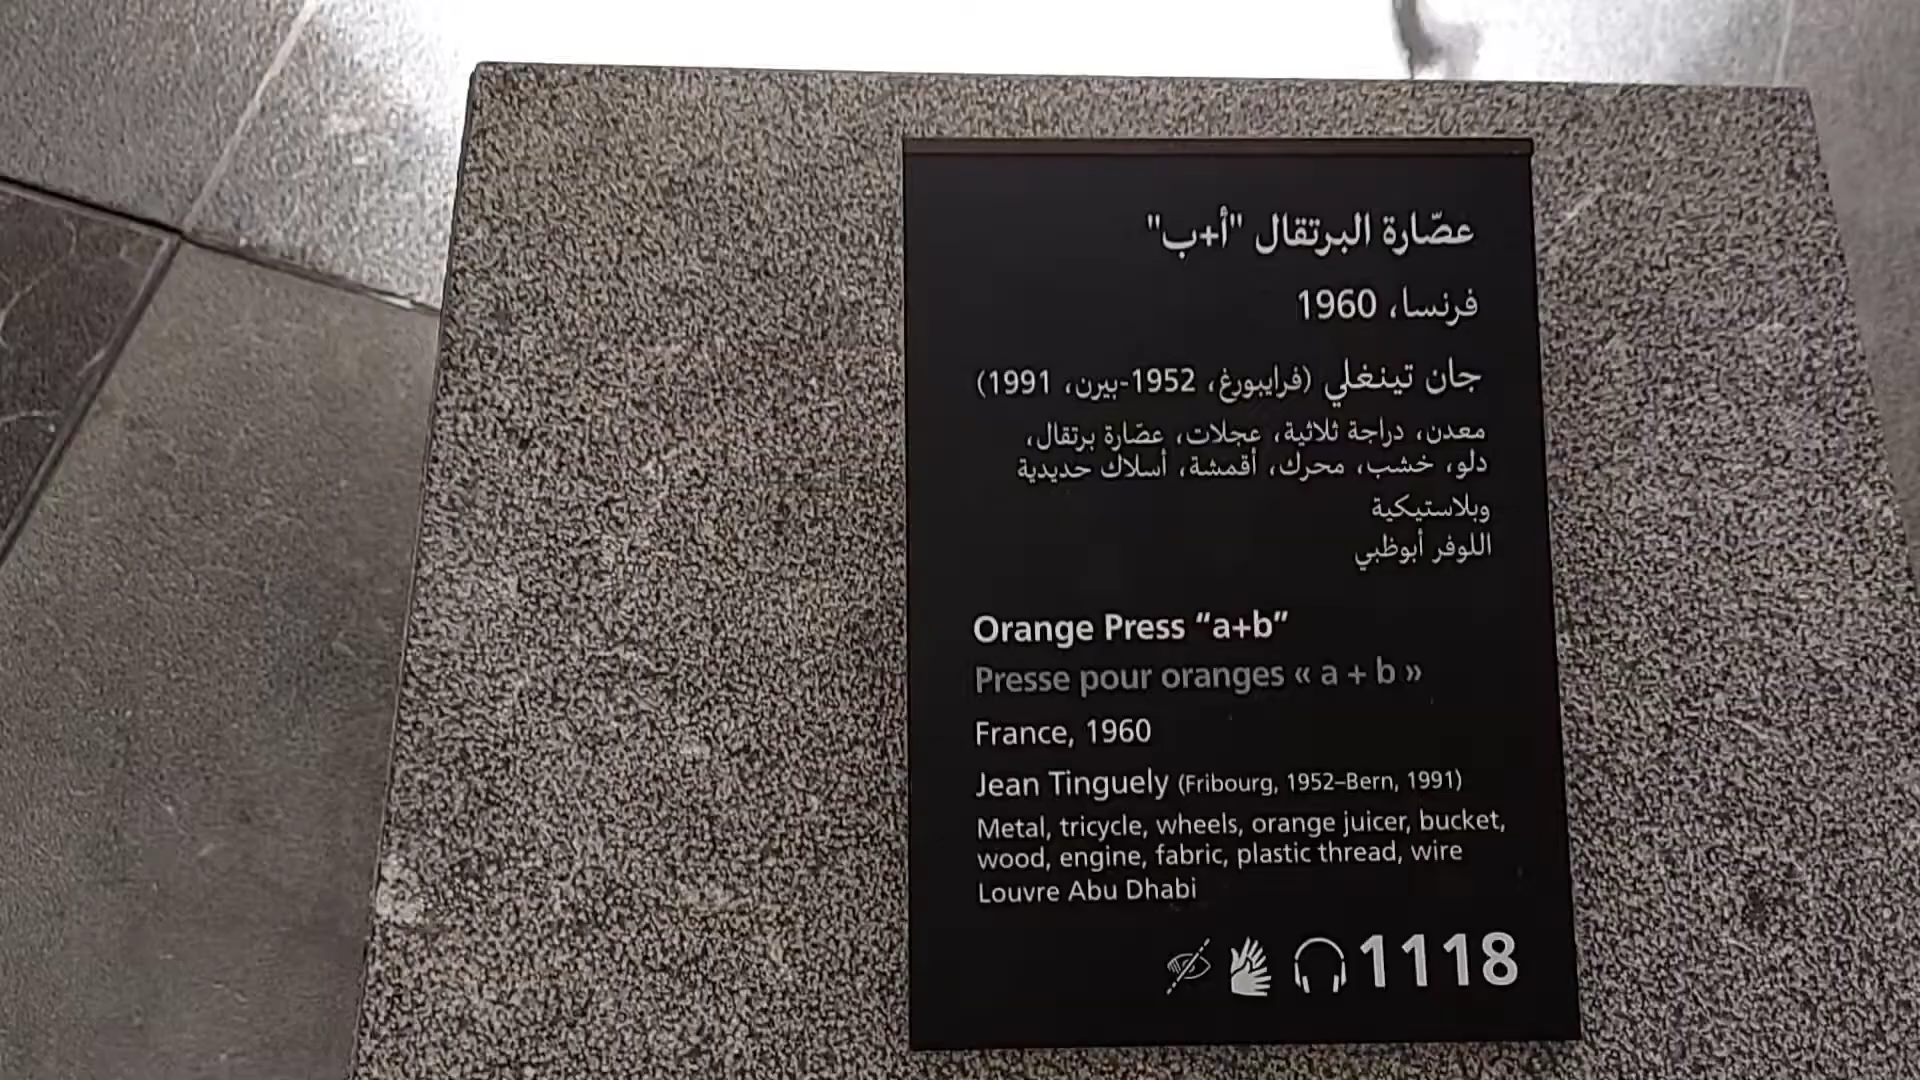 عصّارة البرتقال "أ+ب"
فرنسا، 1960
جان تينغلي (فرايبورغ، 1952-بيرن، 1991)
معدن، دراجة ثلاثية، عجلات، عصّارة برتقال،
دلو، خشب، محرك، أقمشة، أسلاك حديدية
وبلاستيكية
اللوفر أبوظبي
Orange Press “a+b”
Presse pour oranges « a + b »
France, 1960
Jean Tinguely (Fribourg, 1952–Bern, 1991)
Metal, tricycle, wheels, orange juicer, bucket,
wood, engine, fabric, plastic thread, wire
Louvre Abu Dhabi
1118